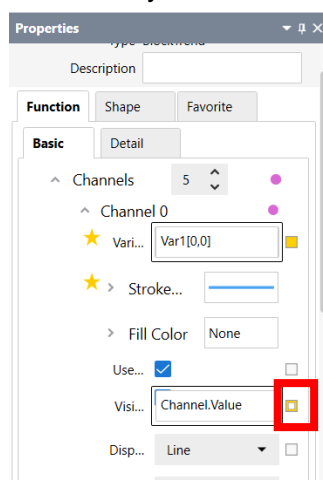 Properties
Type BlockTrend
Description
Function Shape Favorite
Basic Detail
Channels 5
Channel 0
Vari... Var1[0,0]
Stroke...
Fill Color None
Use...
Visi... Channel.Value
Disp... Line